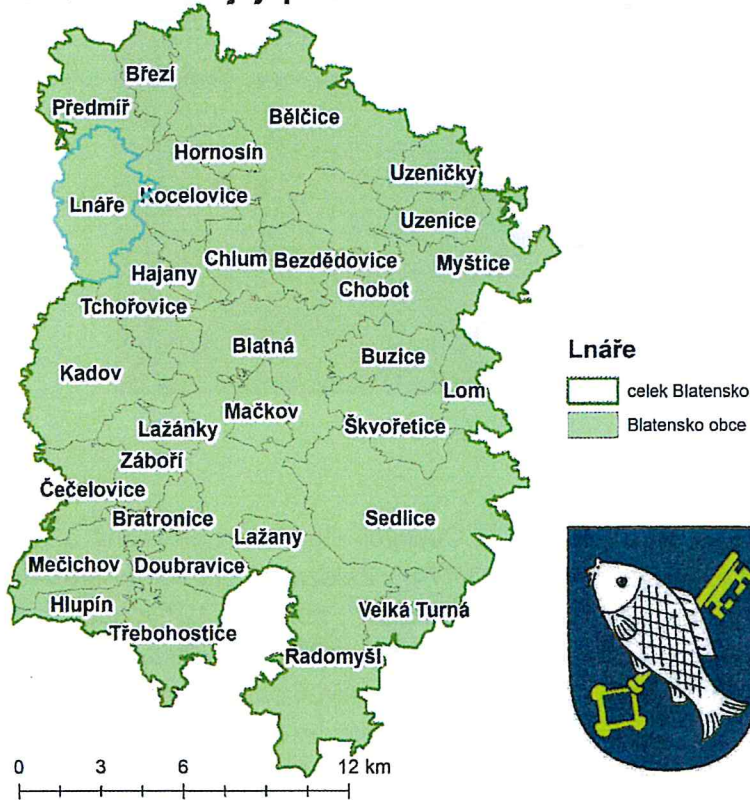 Březí
Předmíř
Bělčice
Hornosín
Uzeničky
Lnáře
Kocelovice
Uzenice
Chlum
Bezdědovice
Myštice
Hajany
Chobot
Tchořovice
Blatná
Buzice
Kadov
Lom
Mačkov
Lažánky
Škvořetice
Záboří
Čečelovice
Bratronice
Sedlice
Lažany
Mečichov
Doubravice
Hlupín
Velká Turná
Třebohostice
Radomyšl
Lnáře
celek Blatensko
Blatensko obce
0 3 6 12 km